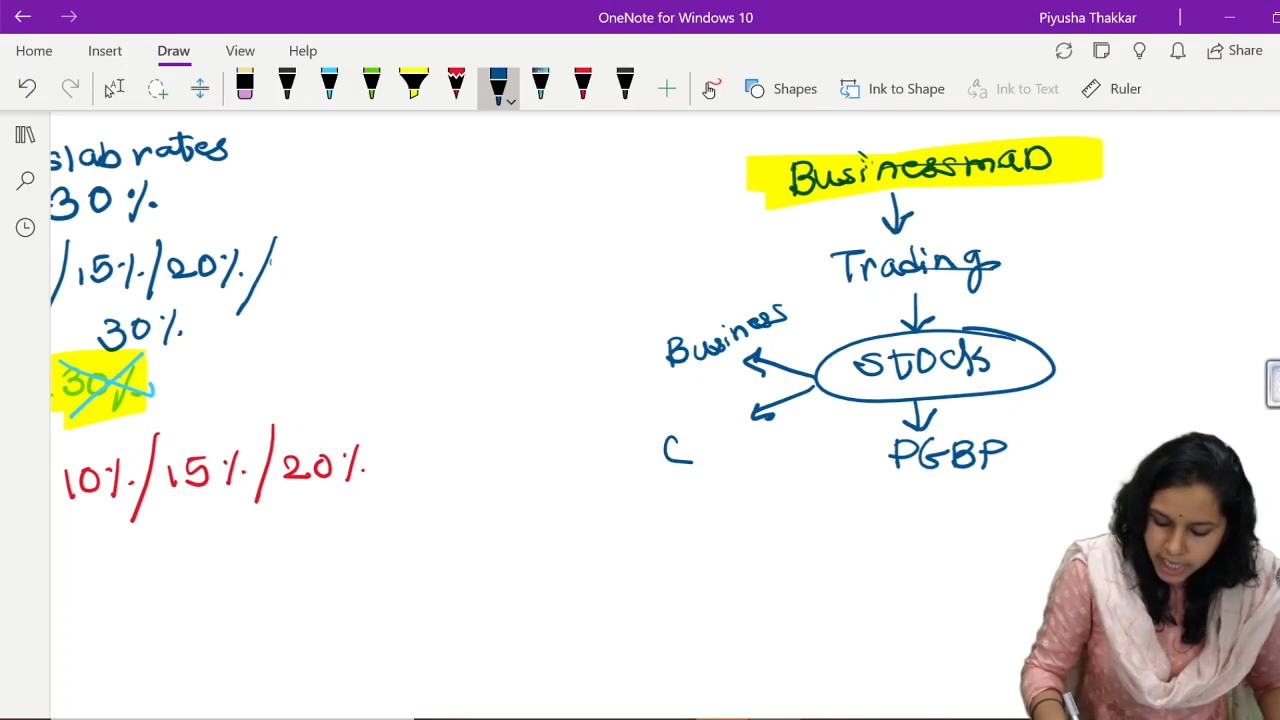 OneNote for Windows 10
Piyusha Thakkar
Home Insert Draw View Help
Share
Shapes Ink to Shape Ink to Text Ruler
slab rates
30%
/15%/20%/
30%
30%
10%/15%/20%
Businessman
Trading
Stock
Business
C
PGBP